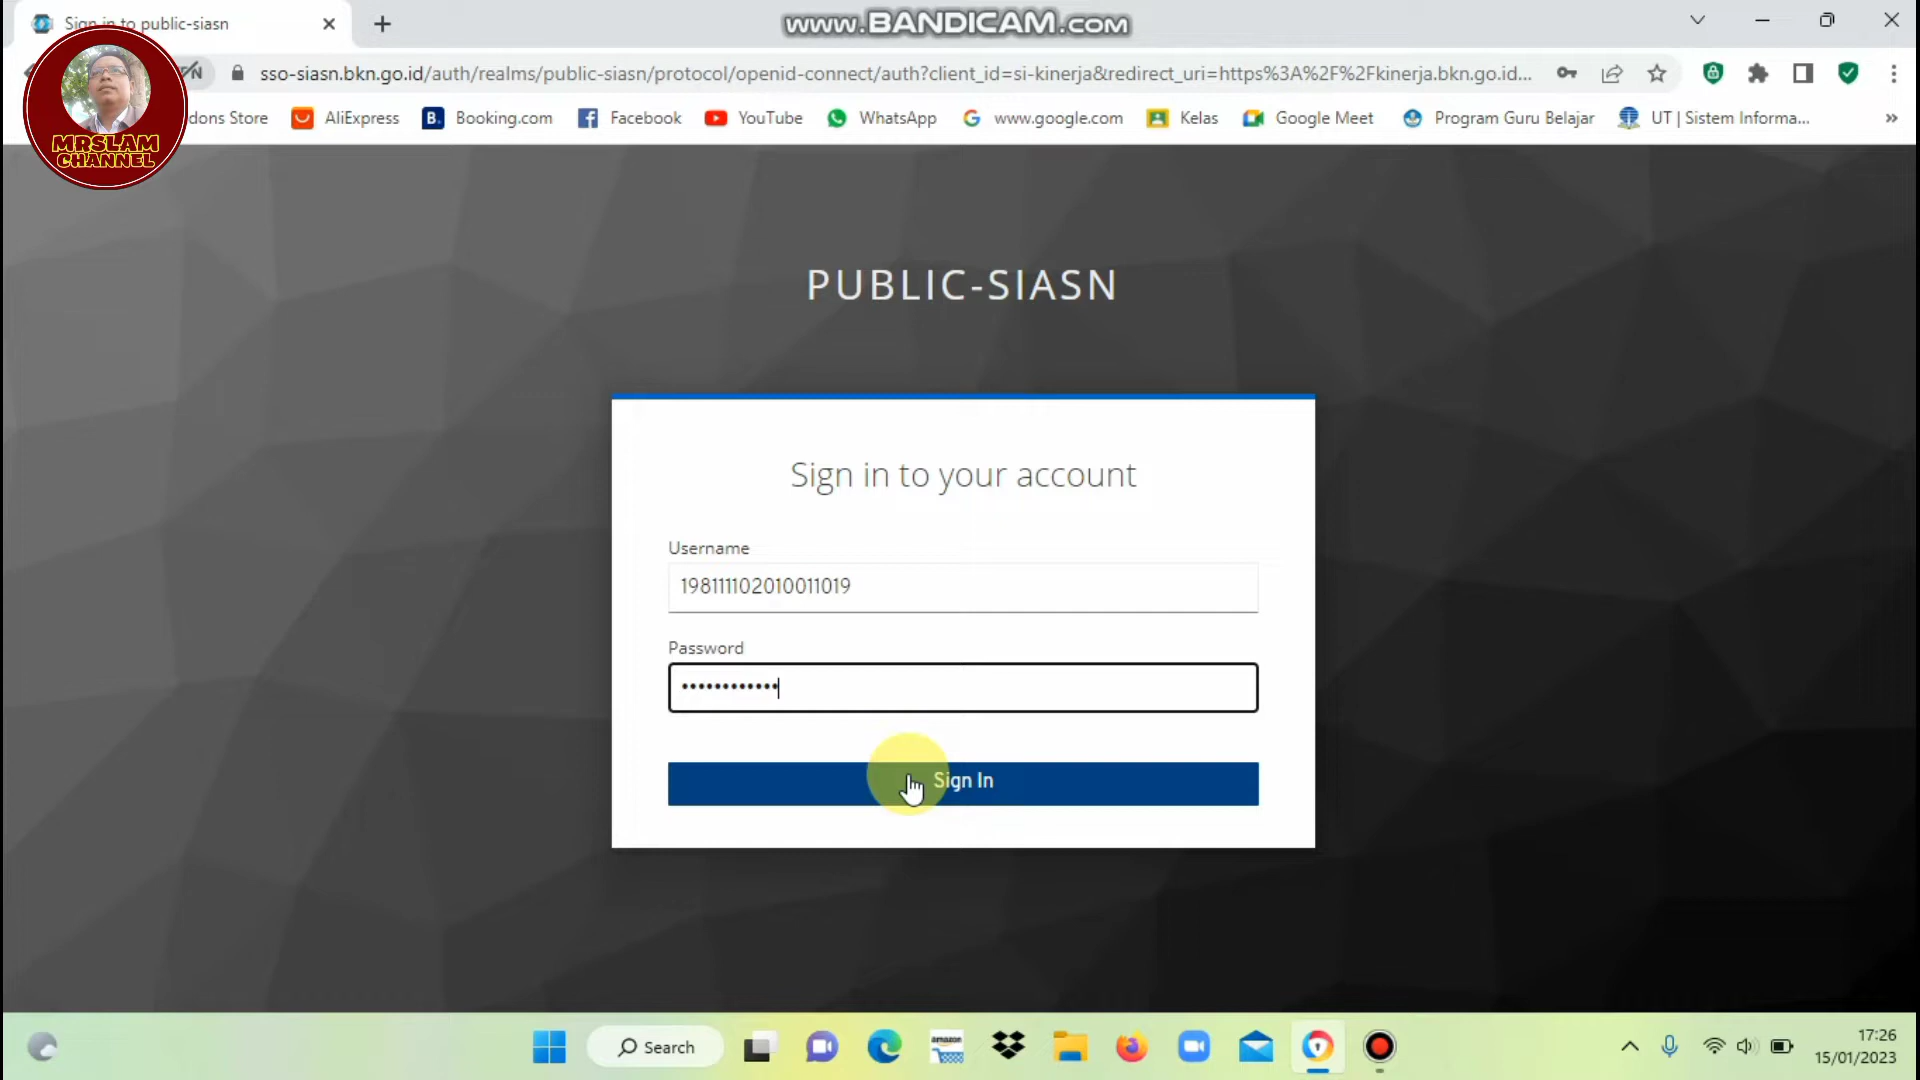 Sign in to public-siasn
www.BANDICAM.com
sso-siasn.bkn.go.id/auth/realms/public-siasn/protocol/openid-connect/auth?client_id=si-kinerja&redirect_uri=https%3A%2F%2Fkinerja.bkn.go.id...
dons Store
AliExpress
Booking.com
Facebook
YouTube
WhatsApp
www.google.com
Kelas
Google Meet
Program Guru Belajar
UT | Sistem Informa...
»
MRSLAM
CHANNEL
PUBLIC-SIASN
Sign in to your account
Username
198111102010011019
Password
••••••••••••
Sign In
Search
amazon
17:26
15/01/2023